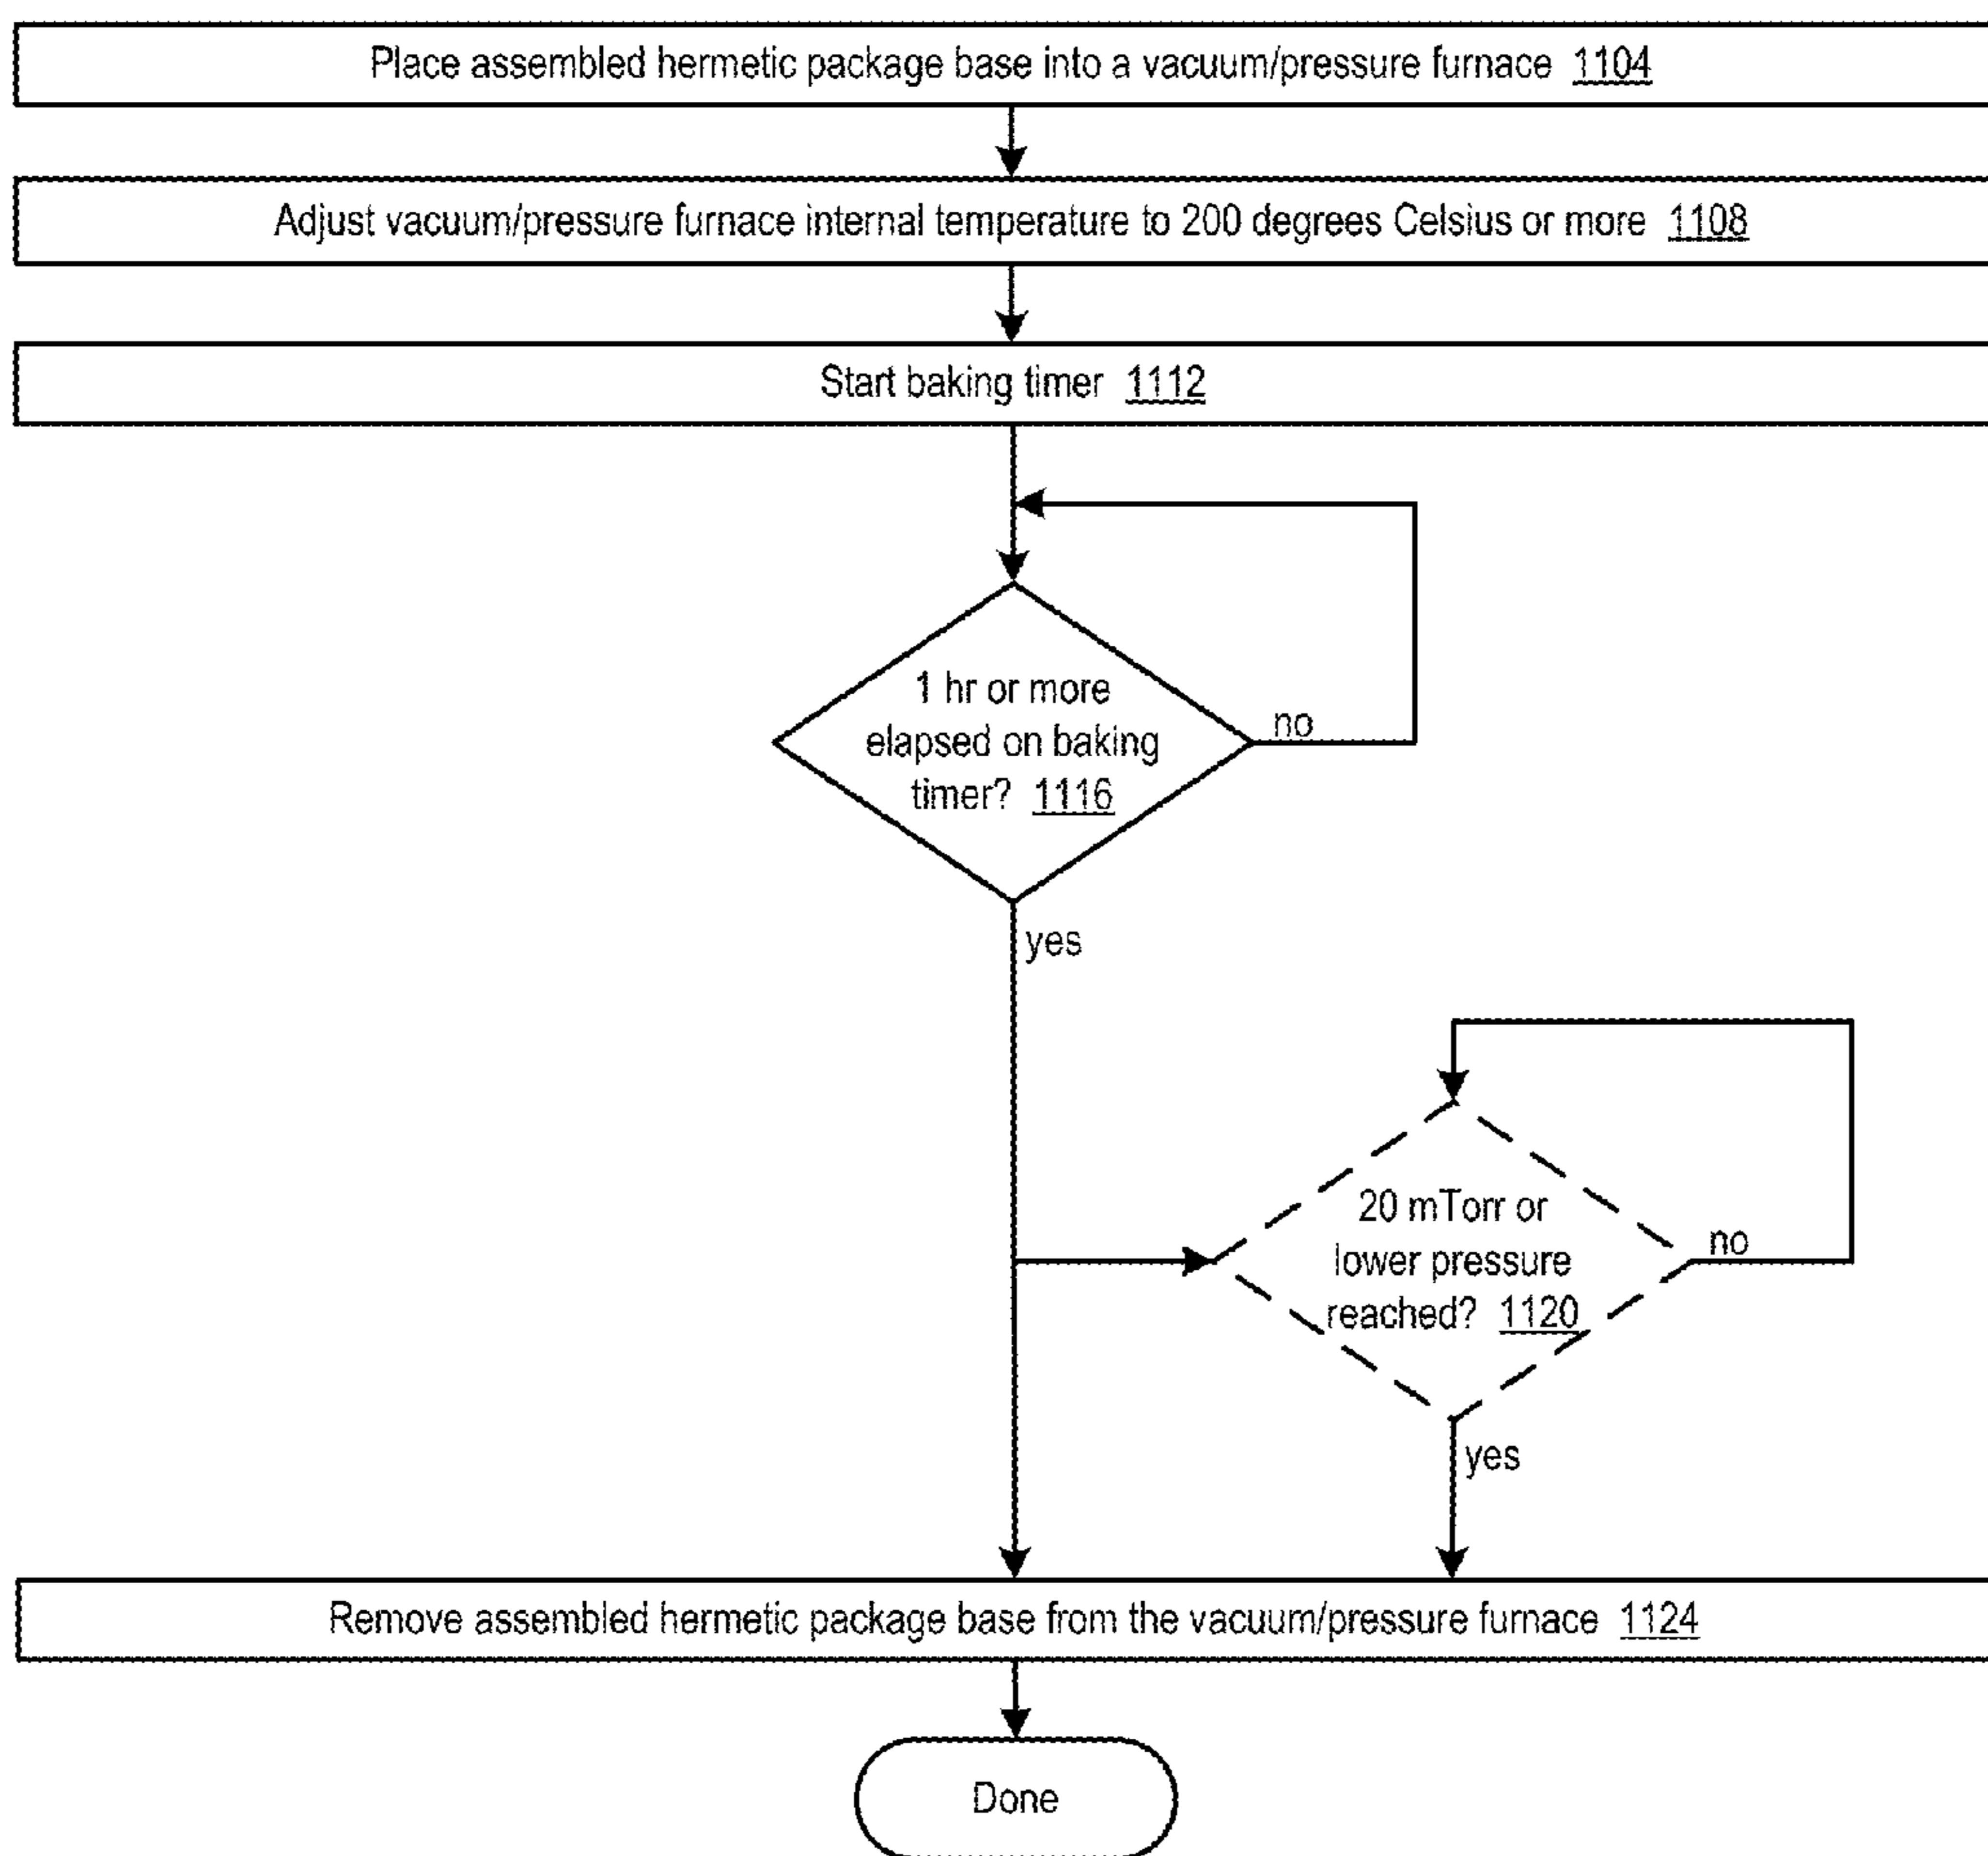 Place assembled hermetic package base into a vacuum/pressure furnace 1104
Adjust vacuum/pressure furnace internal temperature to 200 degrees Celsius or more 1108
Start baking timer 1112
1 hr or more
elapsed on baking
timer? 1116
no
yes
20 mTorr or
lower pressure
reached? 1120
no
yes
Remove assembled hermetic package base from the vacuum/pressure furnace 1124
Done